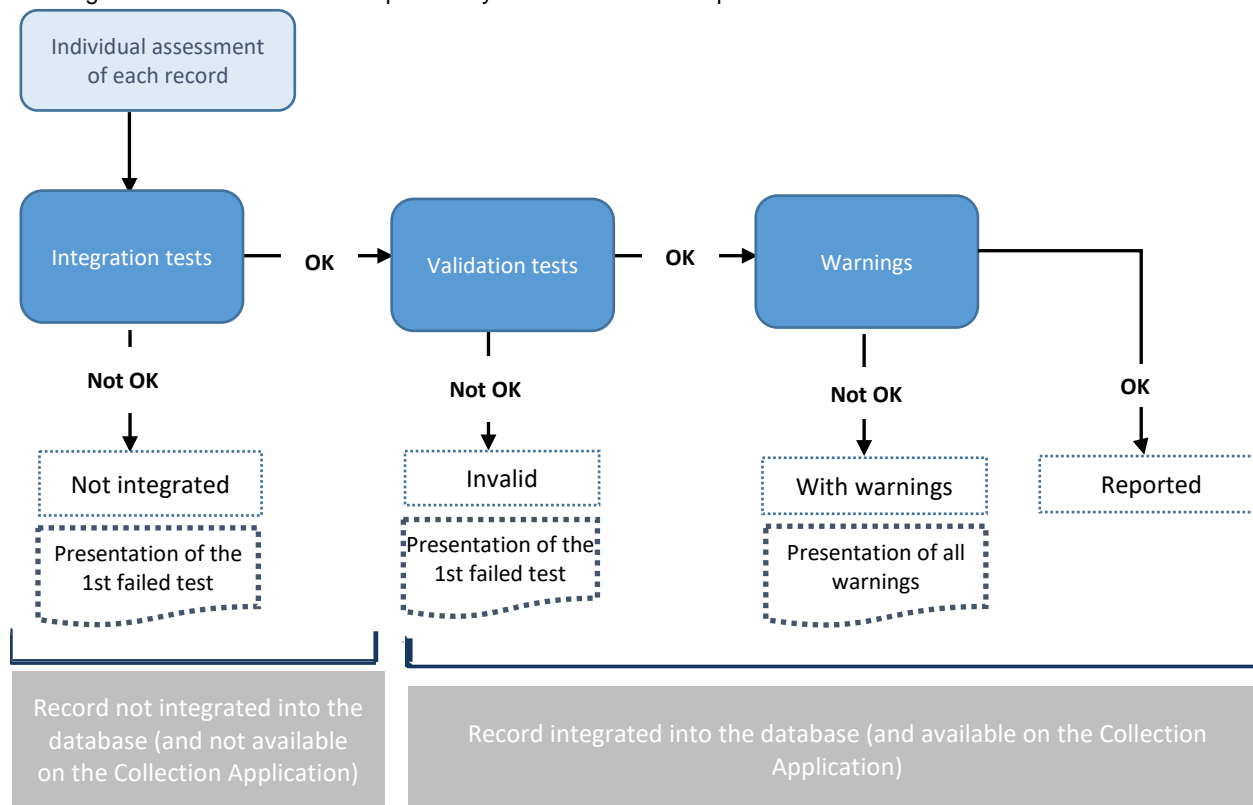 Individual assessment
of each record
Integration tests
OK
Validation tests
OK
Warnings
Not OK
Not OK
Not OK
OK
Not integrated
Invalid
With warnings
Reported
Presentation of the
1st failed test
Presentation of the
1st failed test
Presentation of all
warnings
Record not integrated into the
database (and not available
on the Collection Application)
Record integrated into the database (and available on the Collection
Application)